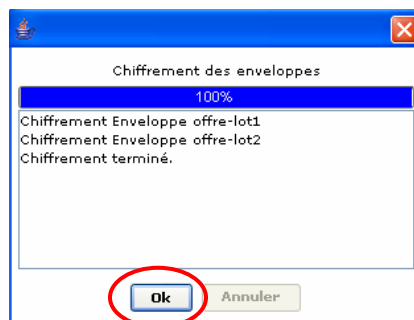 Chiffrement des enveloppes
100%
Chiffrement Enveloppe offre-lot1
Chiffrement Enveloppe offre-lot2
Chiffrement terminé.
Ok Annuler